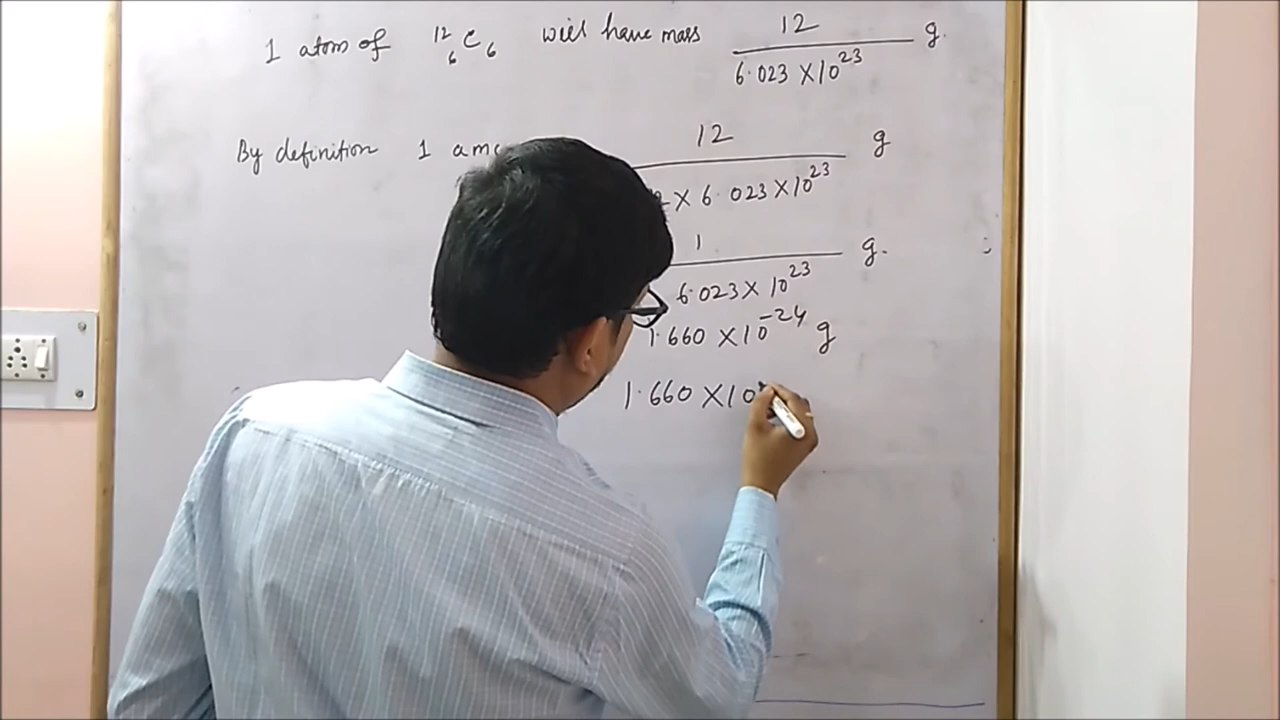 1 atom of ¹²₆C₆ will have mass 12 / 6.023 × 10²³ g.
By definition 1 am 12 / × 6.023 × 10²³ g
1 / 6.023 × 10²³ g.
1.660 × 10⁻²⁴ g
1.660 × 10